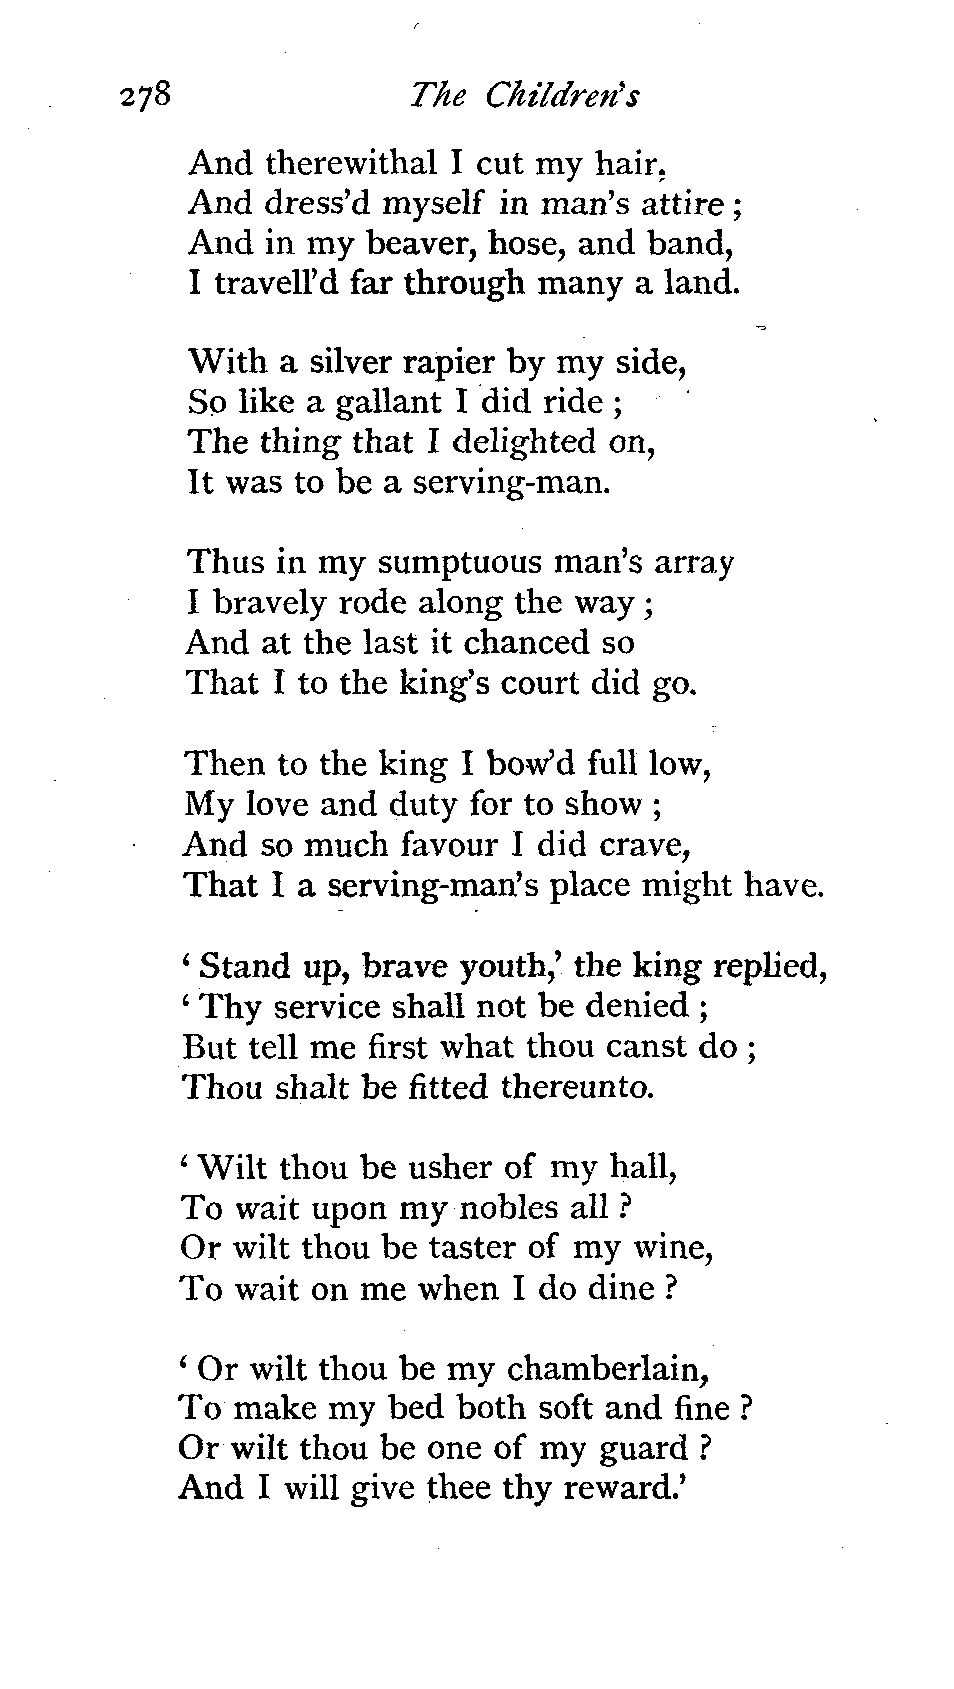 278 The Children's
And therewithal I cut my hair,
And dress'd myself in man's attire ;
And in my beaver, hose, and band,
I travell'd far through many a land.
With a silver rapier by my side,
So like a gallant I did ride ;
The thing that I delighted on,
It was to be a serving-man.
Thus in my sumptuous man's array
I bravely rode along the way ;
And at the last it chanced so
That I to the king's court did go.
Then to the king I bow'd full low,
My love and duty for to show ;
And so much favour I did crave,
That I a serving-man's place might have.
' Stand up, brave youth,' the king replied,
' Thy service shall not be denied ;
But tell me first what thou canst do ;
Thou shalt be fitted thereunto.
' Wilt thou be usher of my hall,
To wait upon my nobles all ?
Or wilt thou be taster of my wine,
To wait on me when I do dine ?
' Or wilt thou be my chamberlain,
To make my bed both soft and fine ?
Or wilt thou be one of my guard ?
And I will give thee thy reward.'